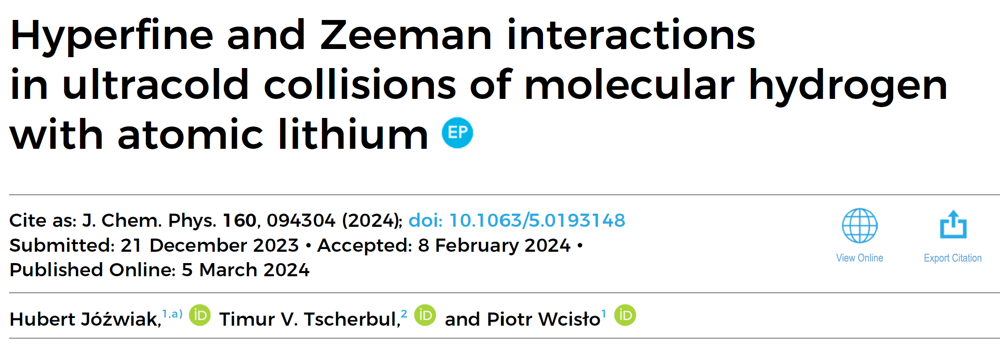 Hyperfine and Zeeman interactions
in ultracold collisions of molecular hydrogen
with atomic lithium EP
Cite as: J. Chem. Phys. 160, 094304 (2024); doi: 10.1063/5.0193148
Submitted: 21 December 2023 • Accepted: 8 February 2024 •
Published Online: 5 March 2024
View Online
Export Citation
Hubert Jóźwiak,1,a) iD Timur V. Tscherbul,2 iD and Piotr Wcisło1 iD